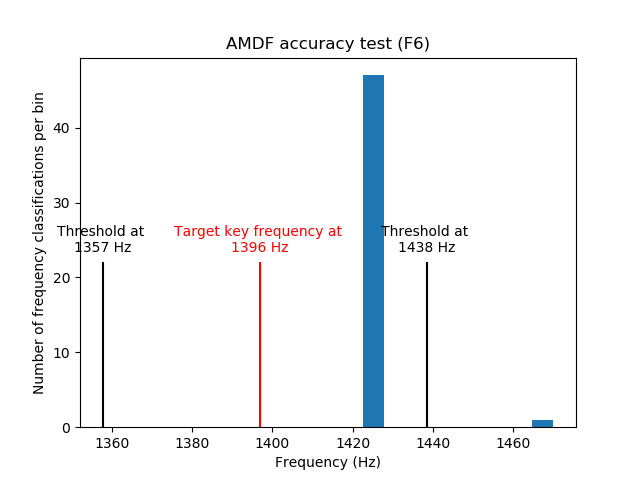 AMDF accuracy test (F6)
Number of frequency classifications per bin
40
30
20
10
0
Threshold at
1357 Hz
Target key frequency at
1396 Hz
Threshold at
1438 Hz
1360 1380 1400 1420 1440 1460
Frequency (Hz)